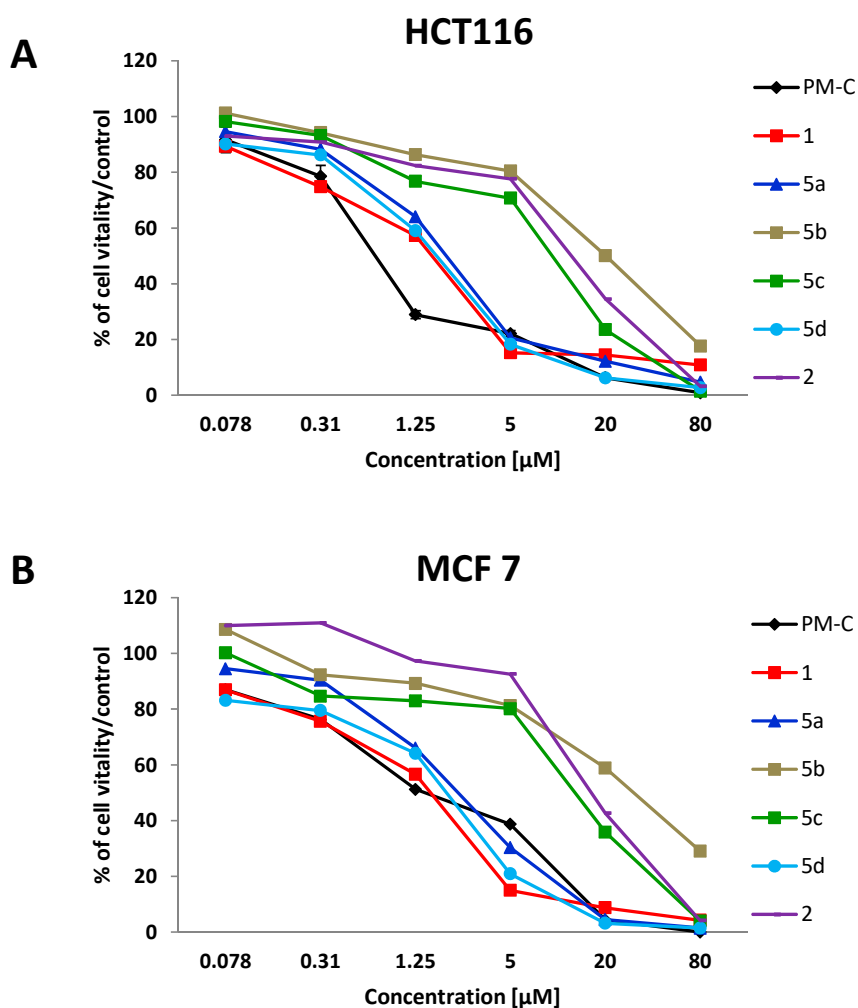 A
HCT116
% of cell vitality/control
120
100
80
60
40
20
0
0.078 0.31 1.25 5 20 80
Concentration [µM]
PM-C
1
5a
5b
5c
5d
2
B
MCF 7
% of cell vitality/control
120
100
80
60
40
20
0
0.078 0.31 1.25 5 20 80
Concentration [µM]
PM-C
1
5a
5b
5c
5d
2